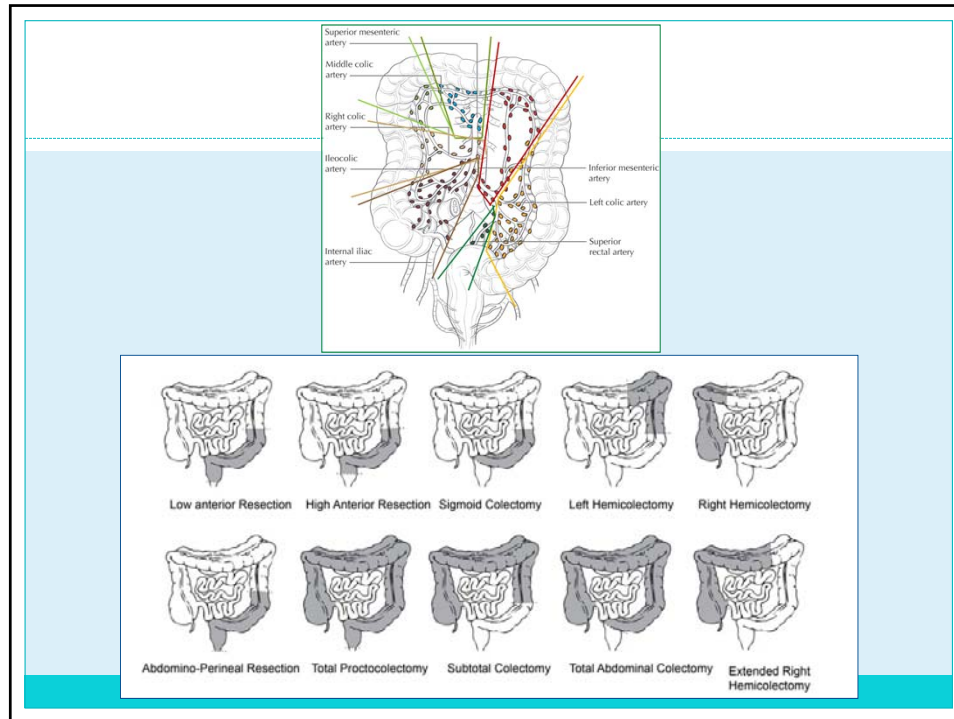 Superior mesenteric
artery
Middle colic
artery
Right colic
artery
Ileocolic
artery
Internal iliac
artery
Inferior mesenteric
artery
Left colic artery
Superior
rectal artery
Low anterior Resection
High Anterior Resection
Sigmoid Colectomy
Left Hemicolectomy
Right Hemicolectomy
Abdomino-Perineal Resection
Total Proctocolectomy
Subtotal Colectomy
Total Abdominal Colectomy
Extended Right
Hemicolectomy